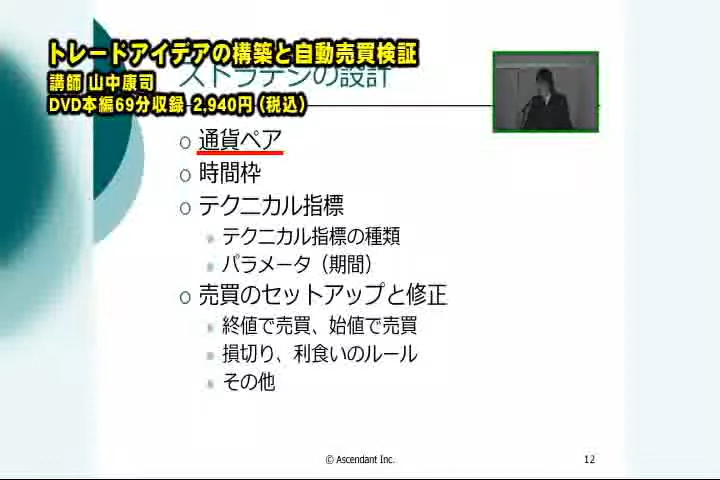 トレードアイデアの構築と自動売買検証
講師 山中康司
DVD本編69分収録 2,940円（税込）
ストラテジの設計
通貨ペア
時間枠
テクニカル指標
テクニカル指標の種類
パラメータ（期間）
売買のセットアップと修正
終値で売買、始値で売買
損切り、利食いのルール
その他
© Ascendant Inc.
12